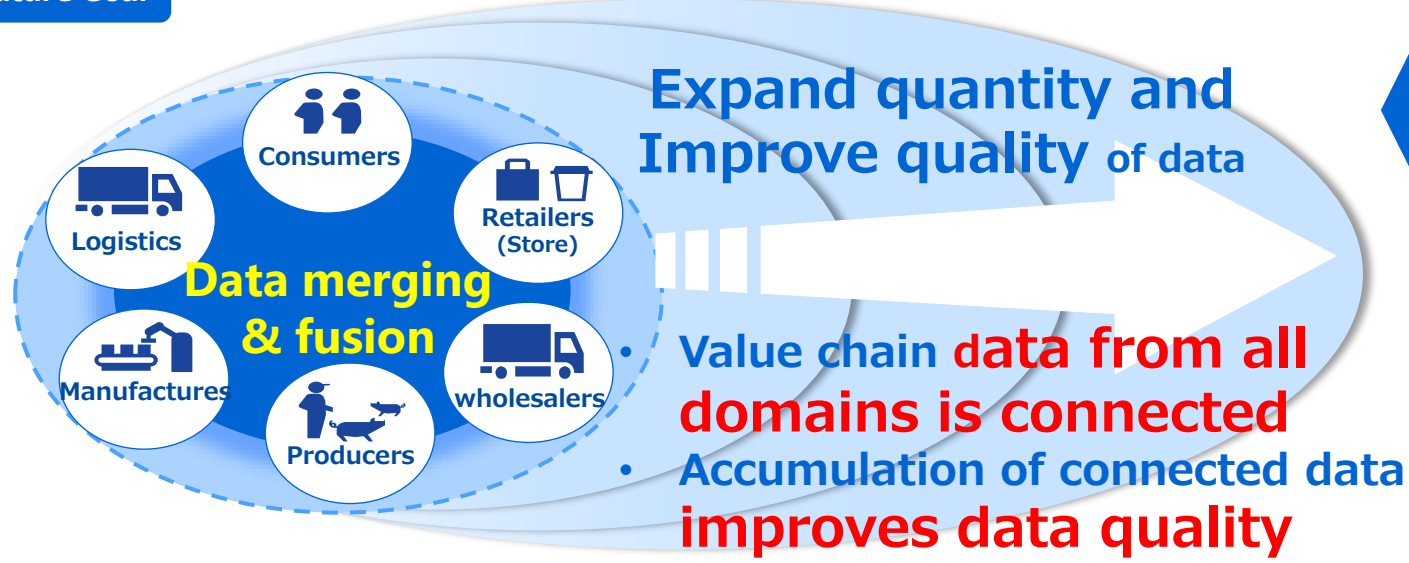 Expand quantity and
Improve quality of data
Consumers
Logistics
Retailers
(Store)
Data merging
& fusion
Manufactures
wholesalers
Producers
• Value chain data from all
domains is connected
• Accumulation of connected data
improves data quality